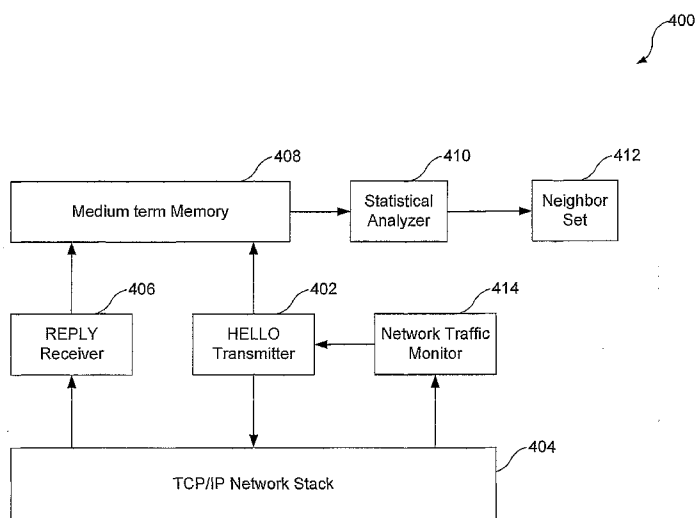 400
408
410
412
Medium term Memory
Statistical
Analyzer
Neighbor
Set
406
402
414
REPLY
Receiver
HELLO
Transmitter
Network Traffic
Monitor
404
TCP/IP Network Stack